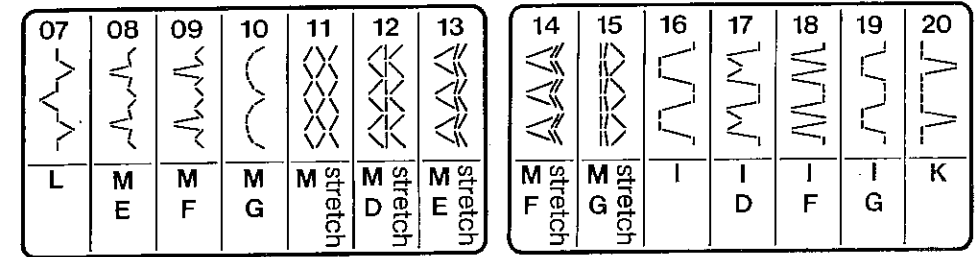 07 08 09 10 11 12 13 14 15 16 17 18 19 20
L M M M M stretch M stretch M stretch M stretch M stretch I I I I K
E F G D E F G D F G